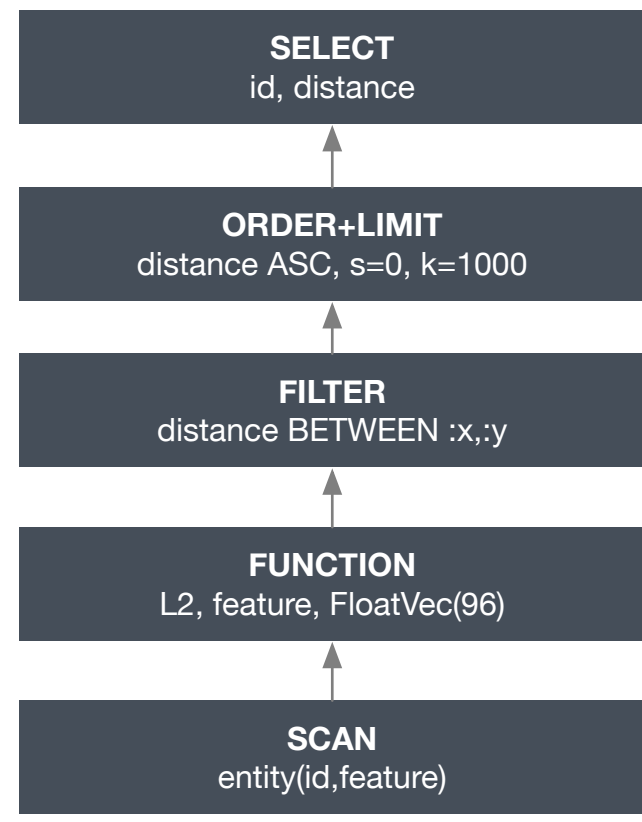 SELECT
id, distance
ORDER+LIMIT
distance ASC, s=0, k=1000
FILTER
distance BETWEEN :x,:y
FUNCTION
L2, feature, FloatVec(96)
SCAN
entity(id,feature)